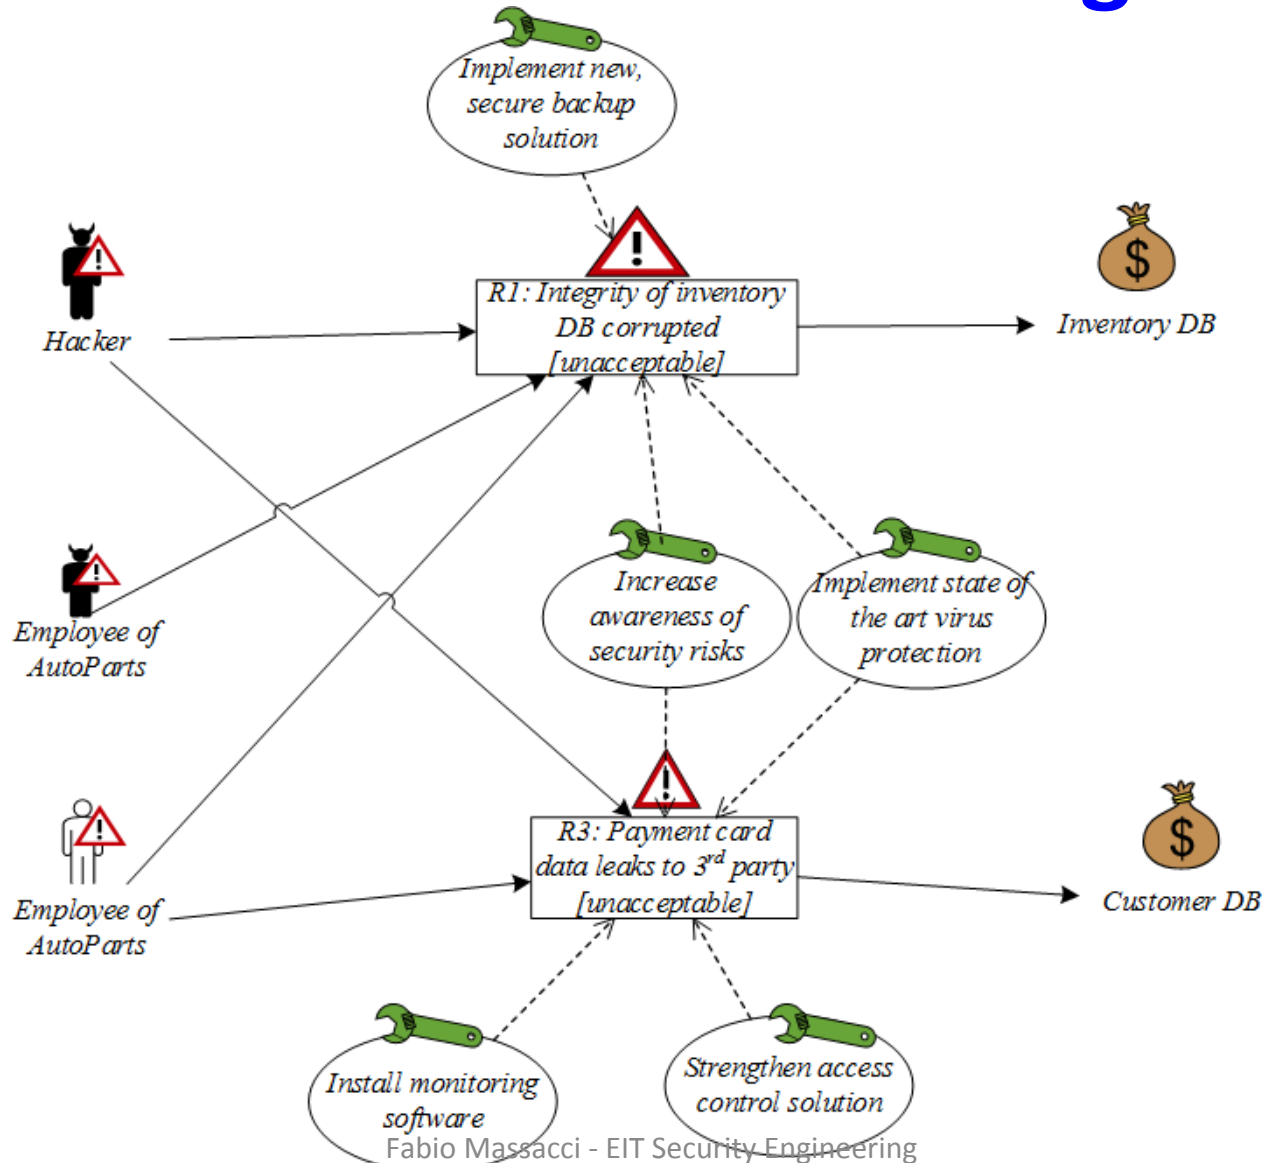 g
Implement new,
secure backup
solution
R1: Integrity of inventory
DB corrupted
[unacceptable]
Hacker
Inventory DB
$
Increase
awareness of
security risks
Implement state of
the art virus
protection
Employee of
AutoParts
R3: Payment card
data leaks to 3rd party
[unacceptable]
Employee of
AutoParts
$
Customer DB
Install monitoring
software
Strengthen access
control solution
Fabio Massacci - EIT Security Engineering